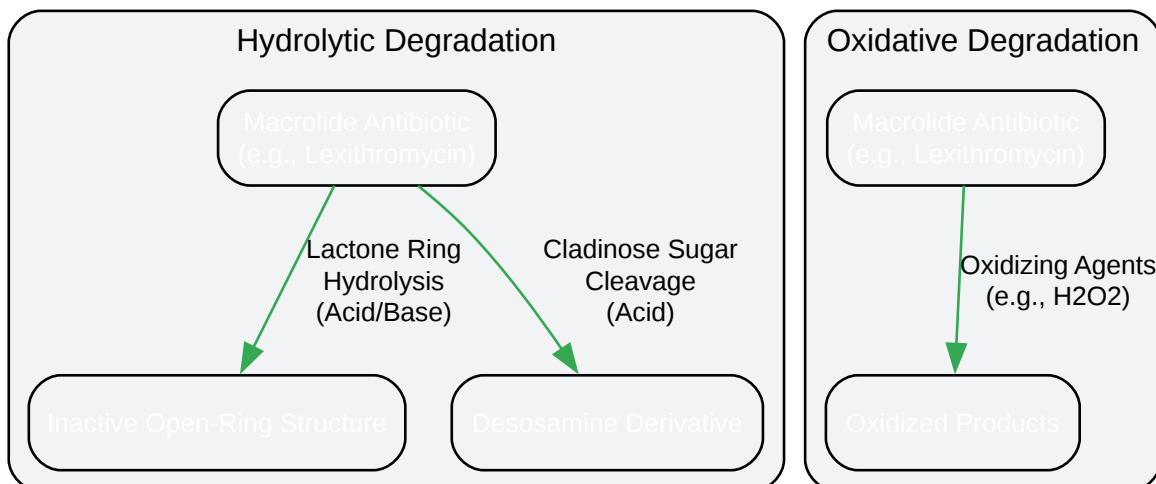 Hydrolytic Degradation
Macrolide Antibiotic
(e.g., Lexithromycin)
Lactone Ring
Hydrolysis
(Acid/Base)
Cladinose Sugar
Cleavage
(Acid)
Inactive Open-Ring Structure
Desosamine Derivative
Oxidative Degradation
Macrolide Antibiotic
(e.g., Lexithromycin)
Oxidizing Agents
(e.g., H2O2)
Oxidized Products